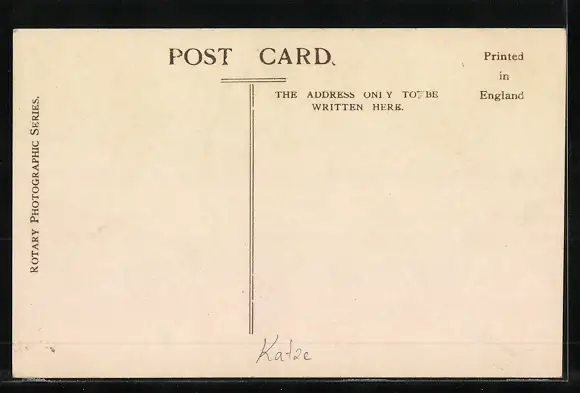 POST CARD.
Printed
in
England
THE ADDRESS ONLY TO BE
WRITTEN HERE.
ROTARY PHOTOGRAPHIC SERIES.
Katze